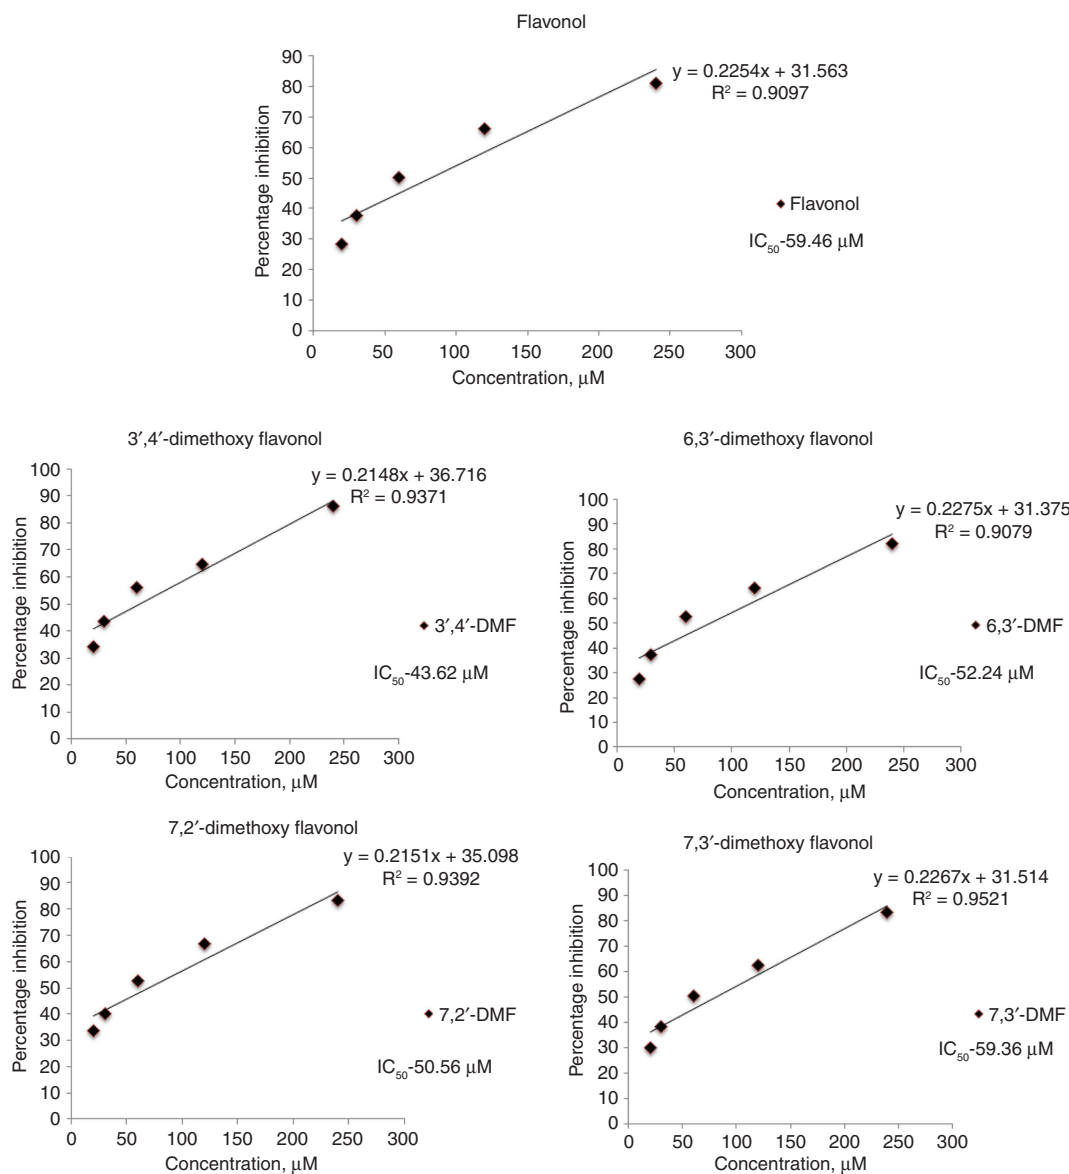 Flavonol
90
80
70
60
50
40
30
20
10
0
Percentage inhibition
0 50 100 150 200 250 300
Concentration, µM
y = 0.2254x + 31.563
R² = 0.9097
Flavonol
IC₅₀-59.46 µM
3′,4′-dimethoxy flavonol
100
90
80
70
60
50
40
30
20
10
0
Percentage inhibition
0 50 100 150 200 250 300
Concentration, µM
y = 0.2148x + 36.716
R² = 0.9371
3′,4′-DMF
IC₅₀-43.62 µM
6,3′-dimethoxy flavonol
100
90
80
70
60
50
40
30
20
10
0
Percentage inhibition
0 50 100 150 200 250 300
Concentration, µM
y = 0.2275x + 31.375
R² = 0.9079
6,3′-DMF
IC₅₀-52.24 µM
7,2′-dimethoxy flavonol
100
90
80
70
60
50
40
30
20
10
0
Percentage inhibition
0 50 100 150 200 250 300
Concentration, µM
y = 0.2151x + 35.098
R² = 0.9392
7,2′-DMF
IC₅₀-50.56 µM
7,3′-dimethoxy flavonol
100
90
80
70
60
50
40
30
20
10
0
Percentage inhibition
0 50 100 150 200 250 300
Concentration, µM
y = 0.2267x + 31.514
R² = 0.9521
7,3′-DMF
IC₅₀-59.36 µM